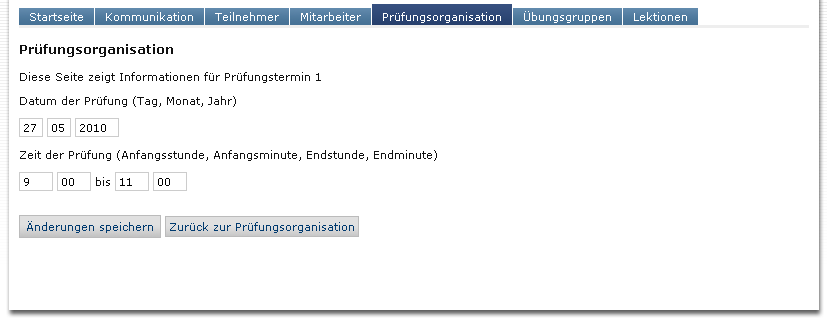 Startseite Kommunikation Teilnehmer Mitarbeiter Prüfungsorganisation Übungsgruppen Lektionen
Prüfungsorganisation
Diese Seite zeigt Informationen für Prüfungstermin 1
Datum der Prüfung (Tag, Monat, Jahr)
27 05 2010
Zeit der Prüfung (Anfangsstunde, Anfangsminute, Endstunde, Endminute)
9 00 bis 11 00
Änderungen speichern Zurück zur Prüfungsorganisation